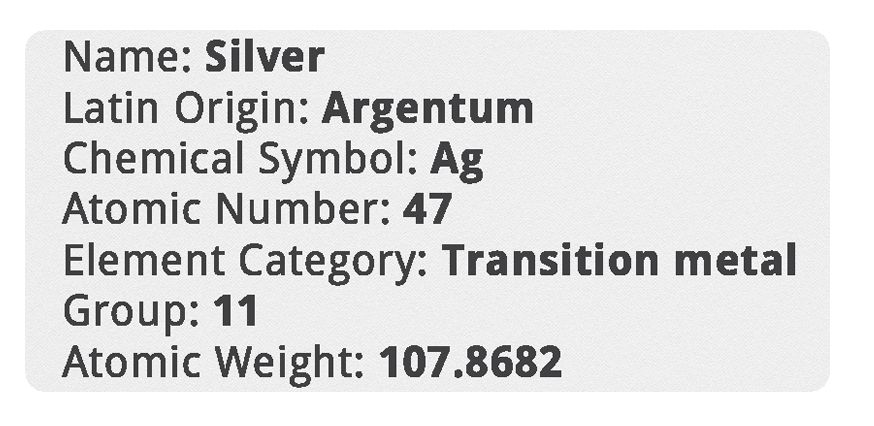 Name: Silver
Latin Origin: Argentum
Chemical Symbol: Ag
Atomic Number: 47
Element Category: Transition metal
Group: 11
Atomic Weight: 107.8682